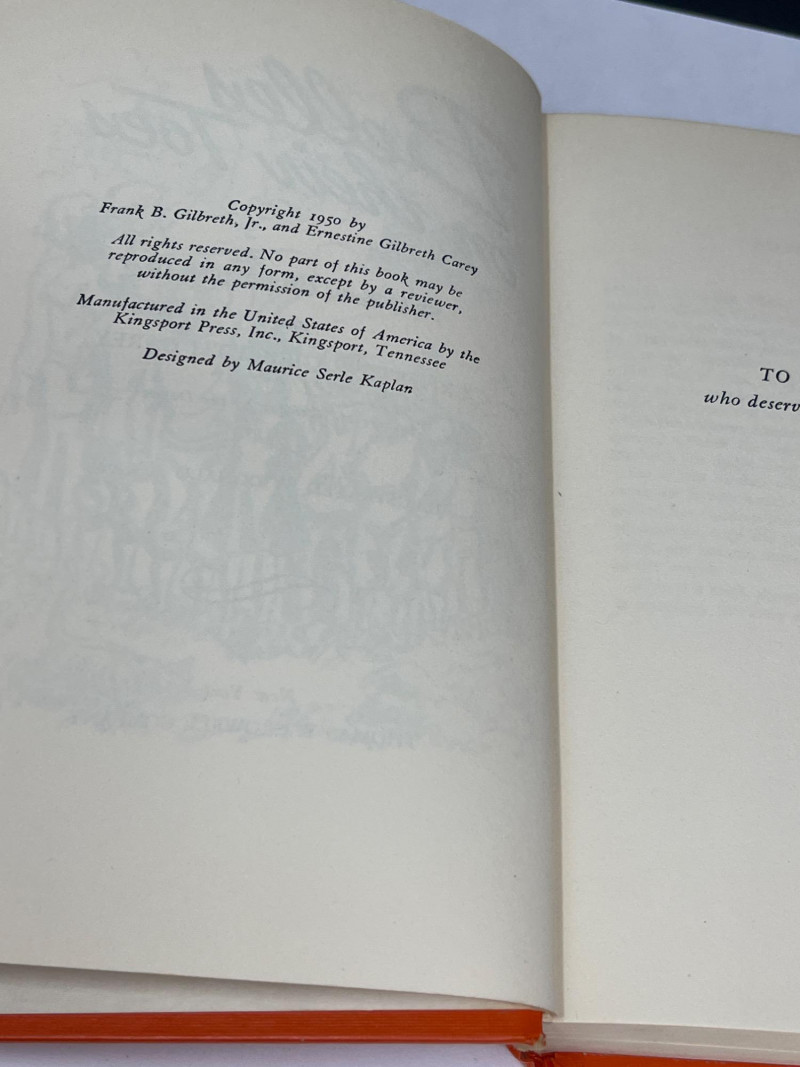 Copyright 1950 by
Frank B. Gilbreth, Jr., and Ernestine Gilbreth Carey
All rights reserved. No part of this book may be
reproduced in any form, except by a reviewer,
without the permission of the publisher.
Manufactured in the United States of America by the
Kingsport Press, Inc., Kingsport, Tennessee
Designed by Maurice Serle Kaplan
TO
who deserv